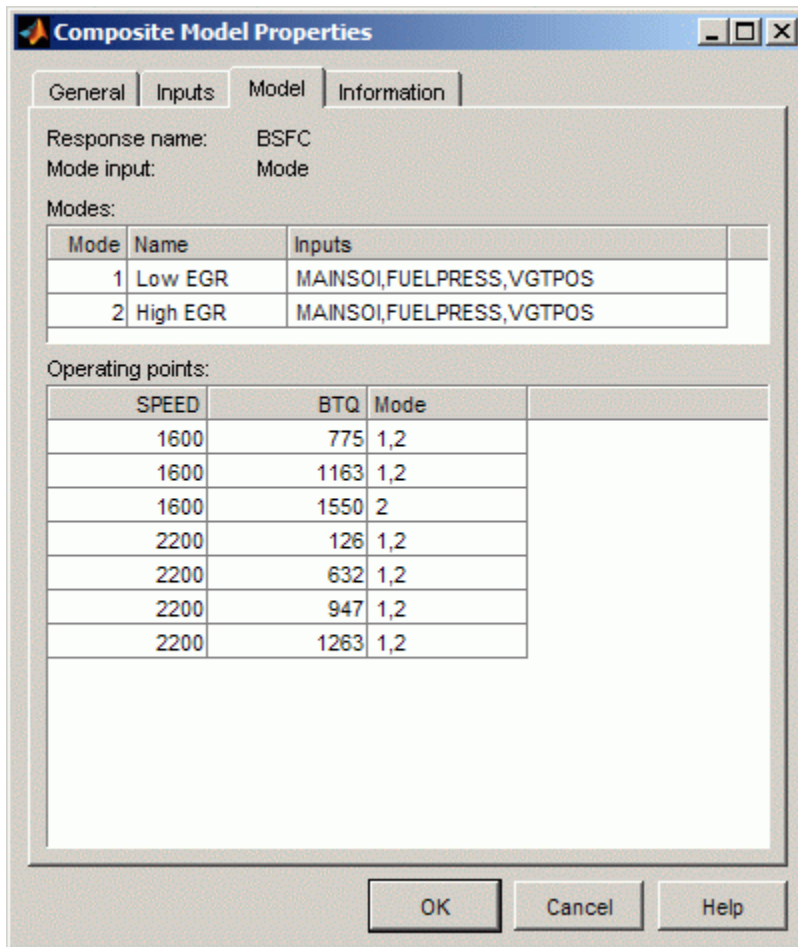 Composite Model Properties
General Inputs Model Information
Response name: BSFC
Mode input: Mode
Modes:
Mode Name Inputs
1 Low EGR MAINSOI,FUELPRESS,VGTPOS
2 High EGR MAINSOI,FUELPRESS,VGTPOS
Operating points:
SPEED BTQ Mode
1600 775 1,2
1600 1163 1,2
1600 1550 2
2200 126 1,2
2200 632 1,2
2200 947 1,2
2200 1263 1,2
OK Cancel Help